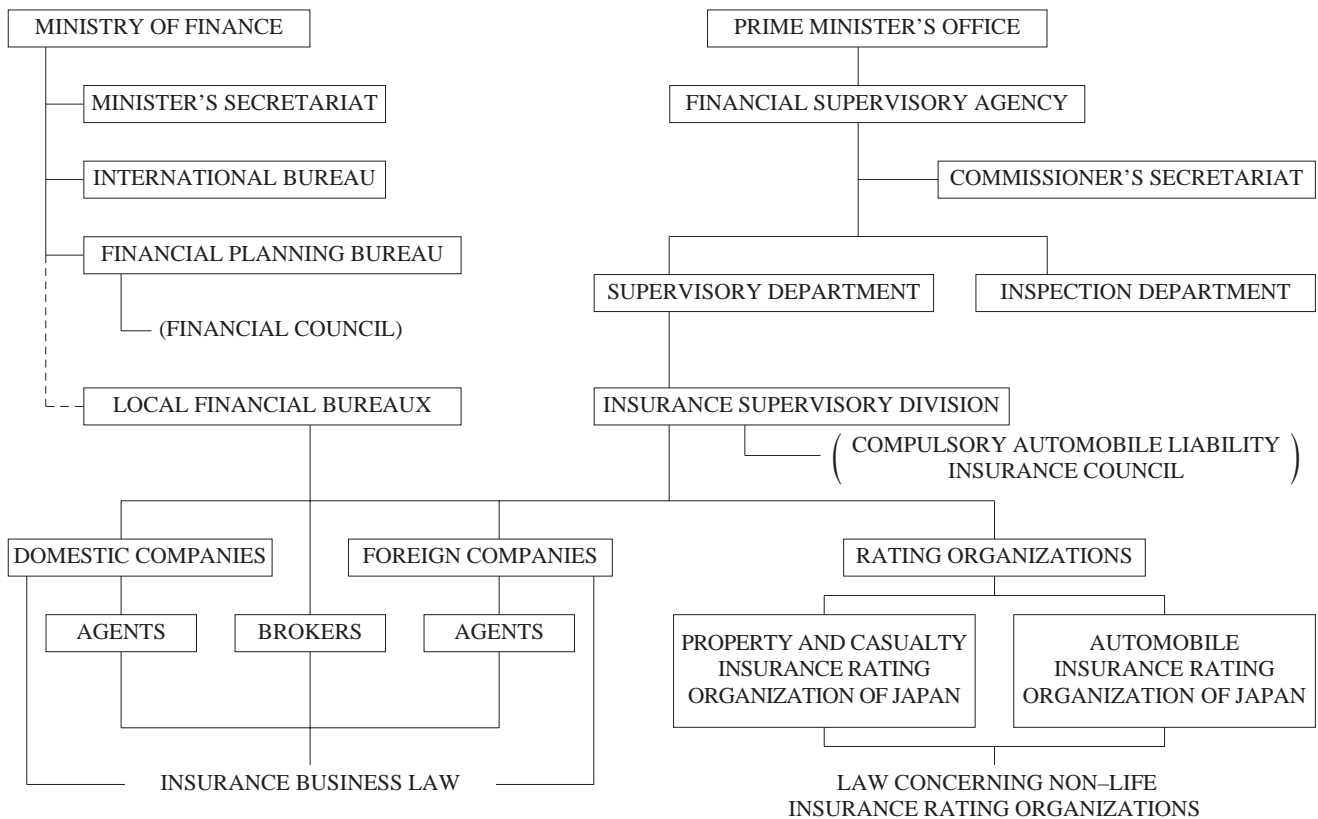 MINISTRY OF FINANCE
PRIME MINISTER’S OFFICE
MINISTER’S SECRETARIAT
FINANCIAL SUPERVISORY AGENCY
INTERNATIONAL BUREAU
COMMISSIONER’S SECRETARIAT
FINANCIAL PLANNING BUREAU
SUPERVISORY DEPARTMENT
INSPECTION DEPARTMENT
(FINANCIAL COUNCIL)
LOCAL FINANCIAL BUREAUX
INSURANCE SUPERVISORY DIVISION
(COMPULSORY AUTOMOBILE LIABILITY
INSURANCE COUNCIL)
DOMESTIC COMPANIES
FOREIGN COMPANIES
RATING ORGANIZATIONS
AGENTS
BROKERS
AGENTS
PROPERTY AND CASUALTY
INSURANCE RATING
ORGANIZATION OF JAPAN
AUTOMOBILE
INSURANCE RATING
ORGANIZATION OF JAPAN
INSURANCE BUSINESS LAW
LAW CONCERNING NON–LIFE
INSURANCE RATING ORGANIZATIONS